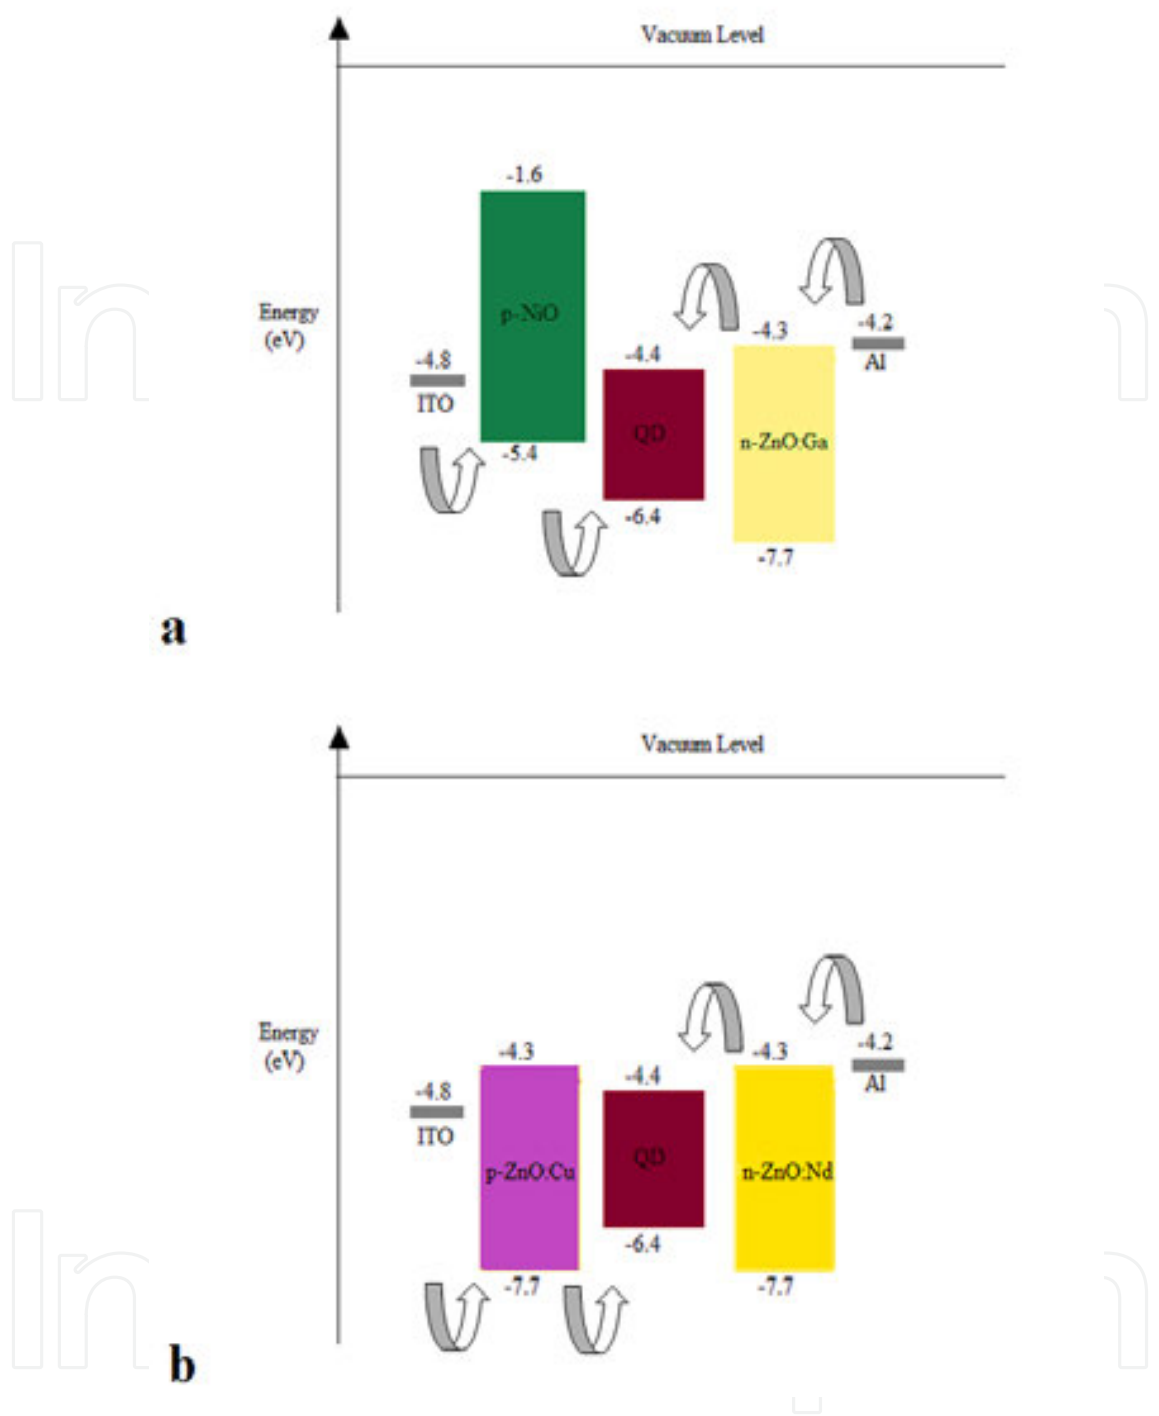 Vacuum Level
-1.6
Energy
(eV)
p-NiO
-4.2
-4.3
-4.4
-4.8
Al
ITO
QD
n-ZnO:Ga
-5.4
-6.4
-7.7
a
Vacuum Level
Energy
(eV)
-4.3
-4.3
-4.2
-4.4
-4.8
Al
ITO
QD
p-ZnO:Cu
n-ZnO:Nd
-6.4
-7.7
-7.7
b